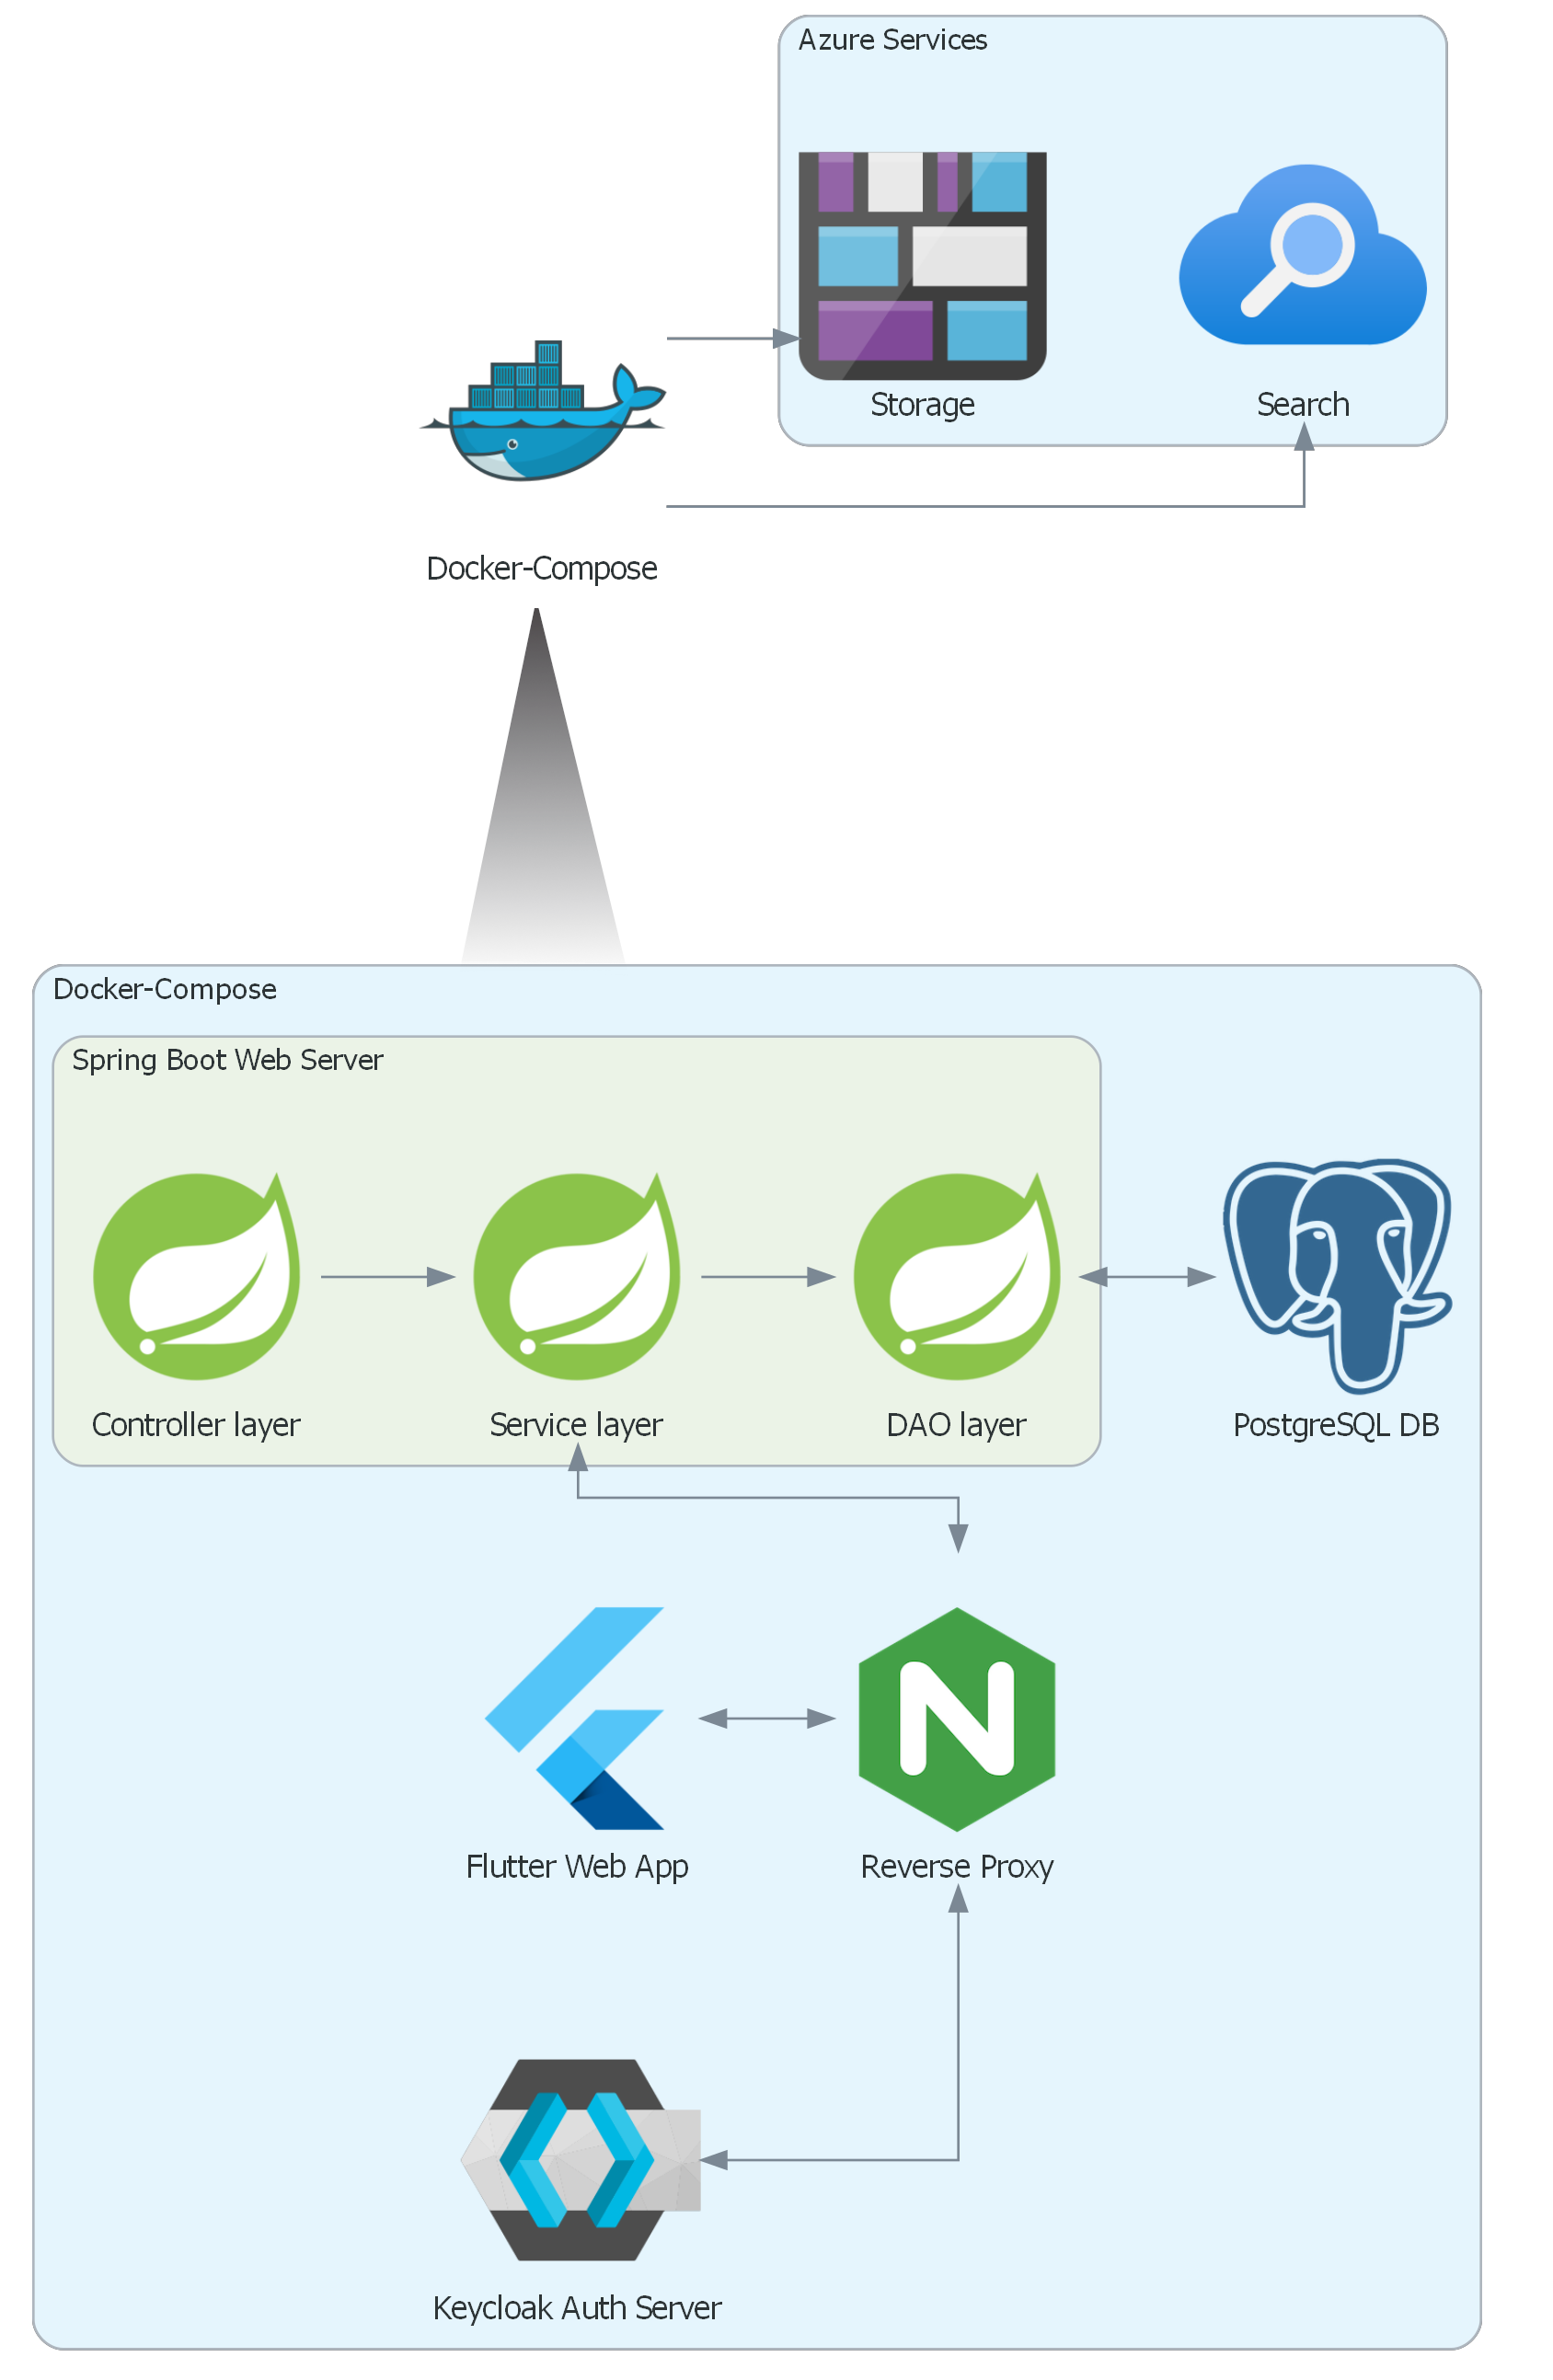 Azure Services
Storage
Search
Docker-Compose
Docker-Compose
Spring Boot Web Server
Controller layer
Service layer
DAO layer
PostgreSQL DB
Flutter Web App
Reverse Proxy
Keycloak Auth Server